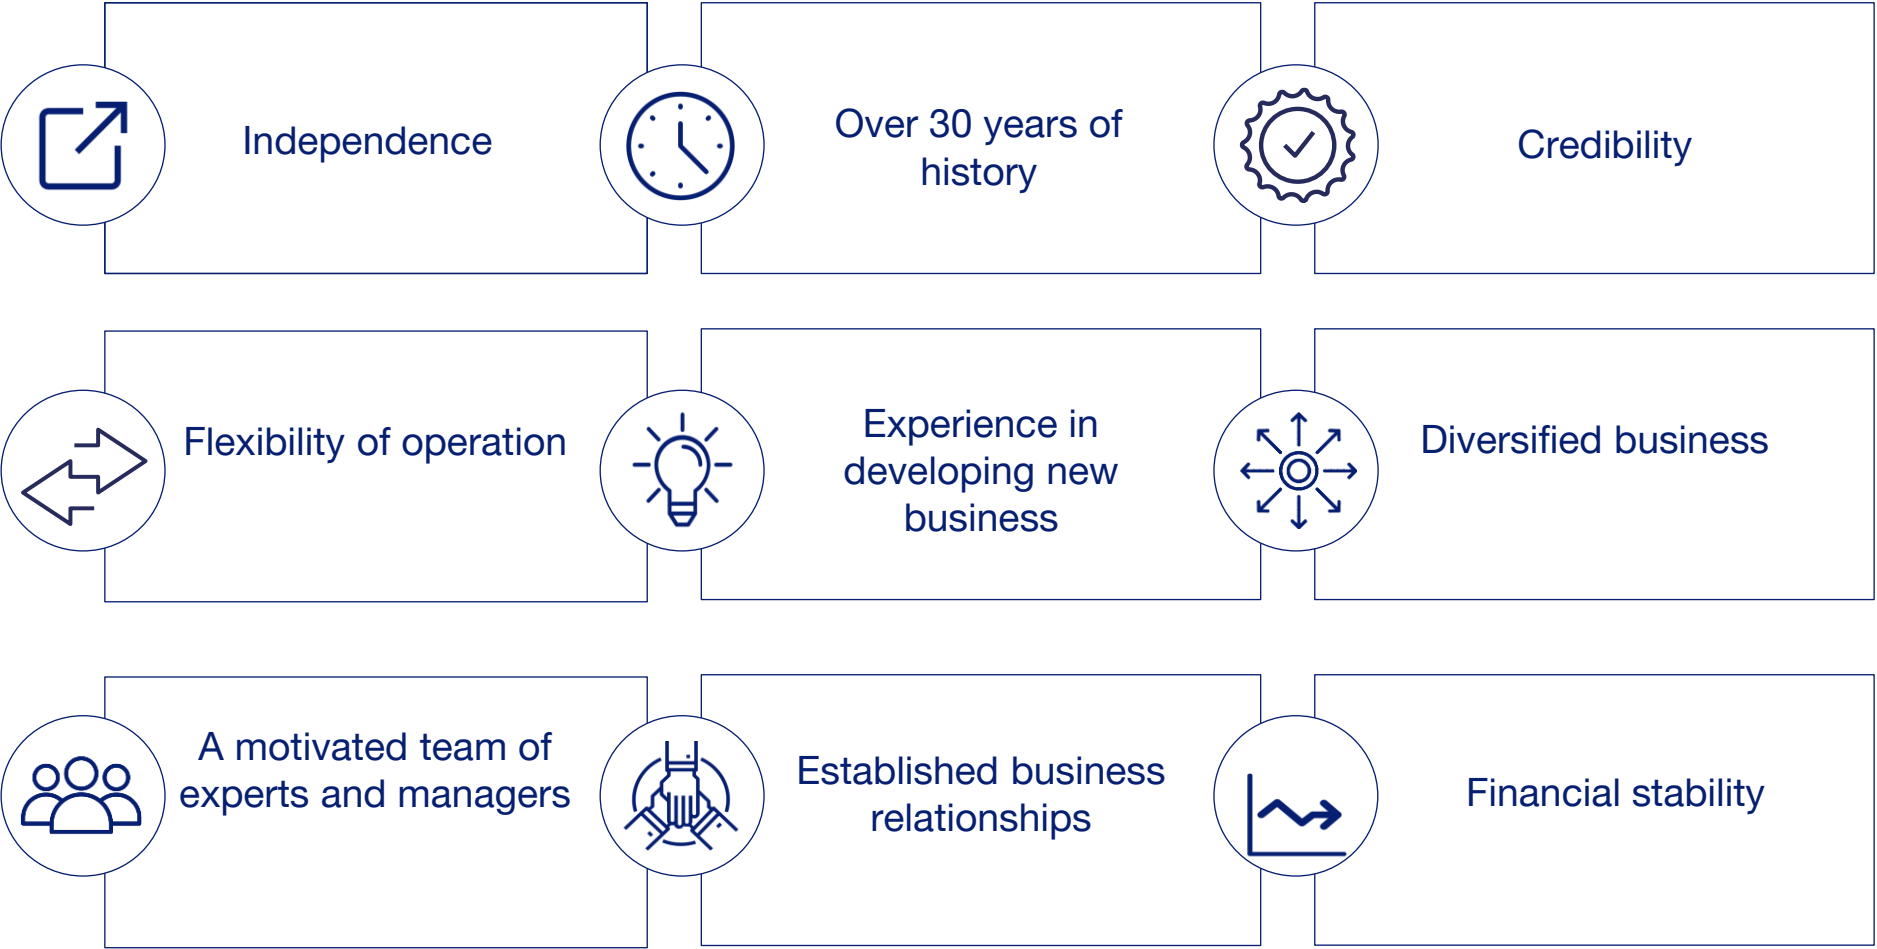 Independence
Over 30 years of
history
Credibility
Flexibility of operation
Experience in
developing new
business
Diversified business
A motivated team of
experts and managers
Established business
relationships
Financial stability